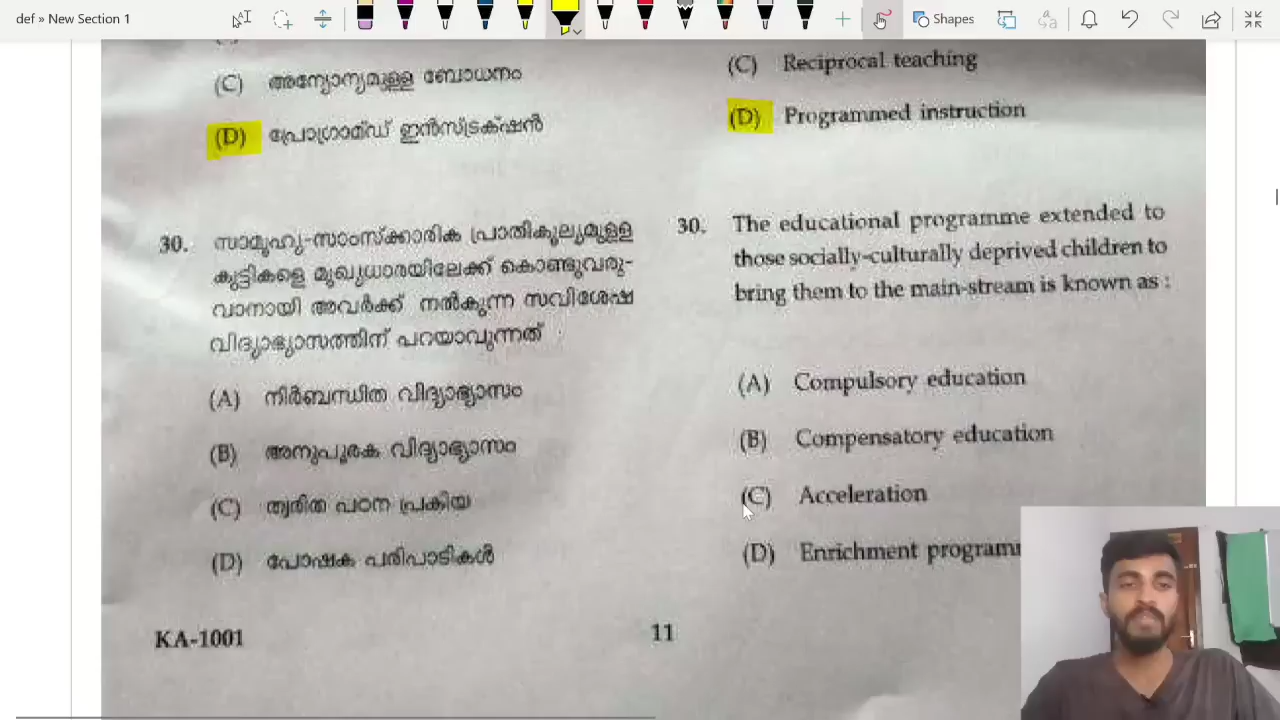 def » New Section 1
Shapes
(C) അന്യോന്യമുള്ള ബോധനം
(D) പ്രോഗ്രാമ്ഡ് ഇൻസ്ട്രക്ഷൻ
30. സാമൂഹ്യ-സാംസ്ക്കാരിക പ്രാതികൂല്യമുള്ള
കുട്ടികളെ മുഖ്യധാരയിലേക്ക് കൊണ്ടുവരു-
വാനായി അവർക്ക് നൽകുന്ന സവിശേഷ
വിദ്യാഭ്യാസത്തിന് പറയാവുന്നത്
(A) നിർബന്ധിത വിദ്യാഭ്യാസം
(B) അനുപൂരക വിദ്യാഭ്യാസം
(C) ത്വരിത പഠന പ്രക്രിയ
(D) പോഷക പരിപാടികൾ
KA-1001
(C) Reciprocal teaching
(D) Programmed instruction
30. The educational programme extended to
those socially-culturally deprived children to
bring them to the main-stream is known as :
(A) Compulsory education
(B) Compensatory education
(C) Acceleration
(D) Enrichment
11